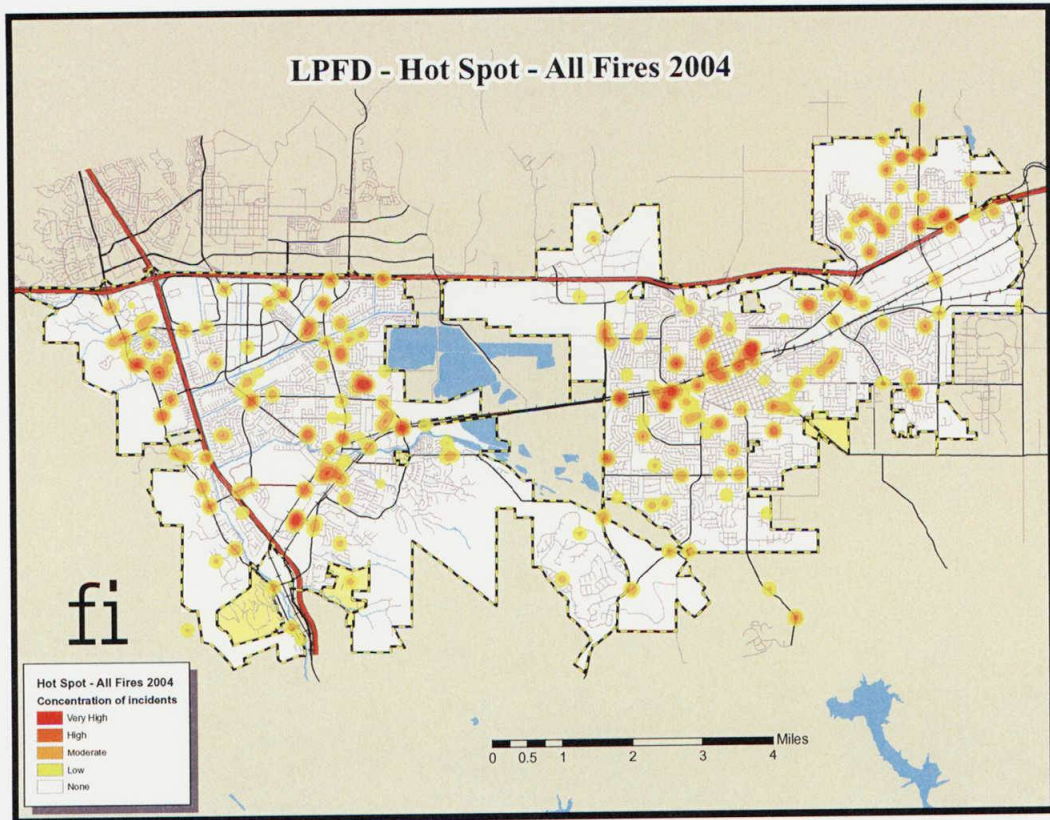 LPFD - Hot Spot - All Fires 2004
fi
Hot Spot - All Fires 2004
Concentration of incidents
Very High
High
Moderate
Low
None
Miles
0 0.5 1 2 3 4